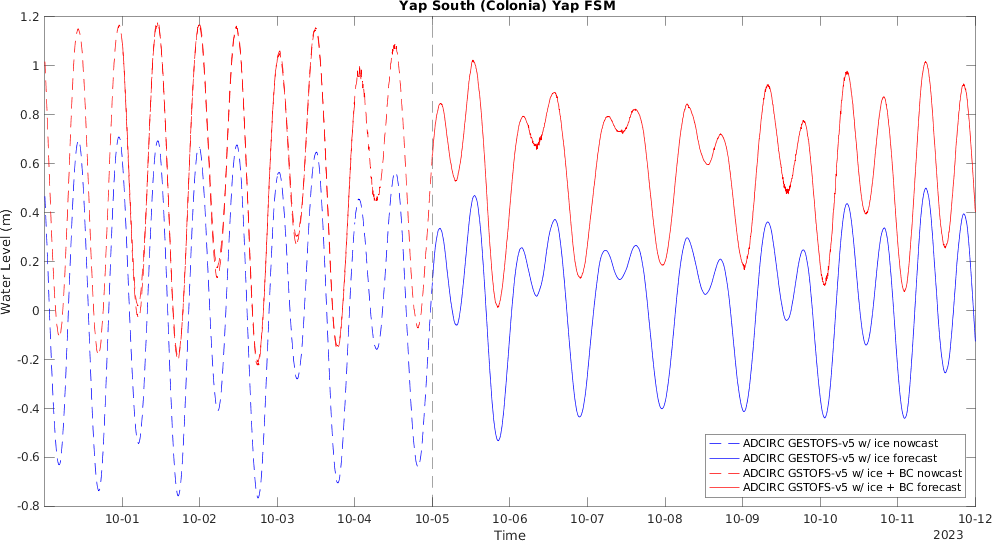 Yap South (Colonia) Yap FSM
1.2
1
0.8
0.6
0.4
0.2
0
-0.2
-0.4
-0.6
-0.8
Water Level (m)
ADCIRC GESTOFS-v5 w/ ice nowcast
ADCIRC GESTOFS-v5 w/ ice forecast
ADCIRC GSTOFS-v5 w/ ice + BC nowcast
ADCIRC GSTOFS-v5 w/ ice + BC forecast
10-01 10-02 10-03 10-04 10-05 10-06 10-07 10-08 10-09 10-10 10-11 10-12
Time
2023